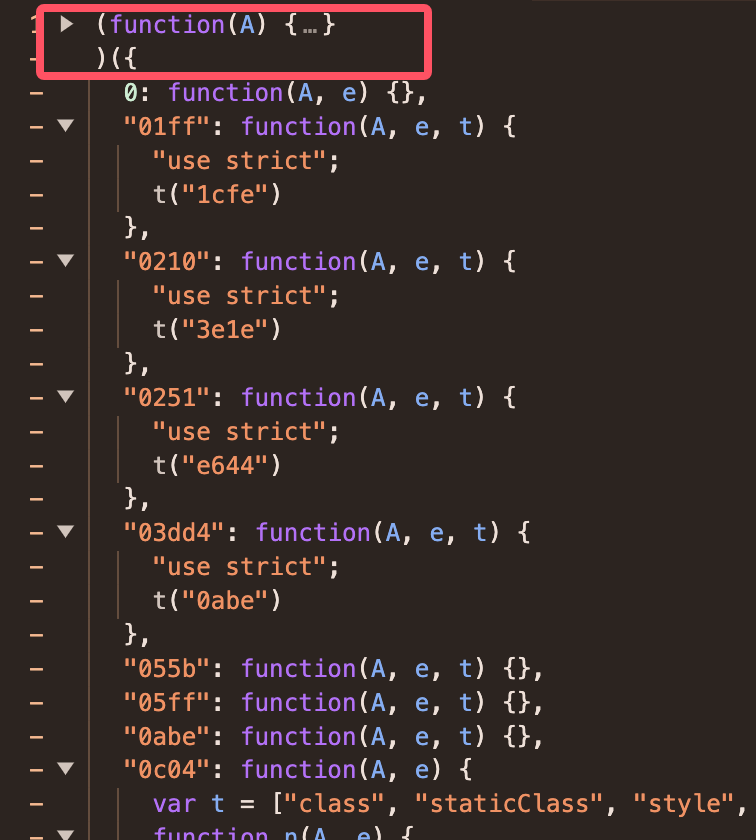 1 (function(A) {…}
)({
0: function(A, e) {},
"01ff": function(A, e, t) {
"use strict";
t("1cfe")
},
"0210": function(A, e, t) {
"use strict";
t("3e1e")
},
"0251": function(A, e, t) {
"use strict";
t("e644")
},
"03dd4": function(A, e, t) {
"use strict";
t("0abe")
},
"055b": function(A, e, t) {},
"05ff": function(A, e, t) {},
"0abe": function(A, e, t) {},
"0c04": function(A, e) {
var t = ["class", "staticClass", "style",
function n(A, e) {